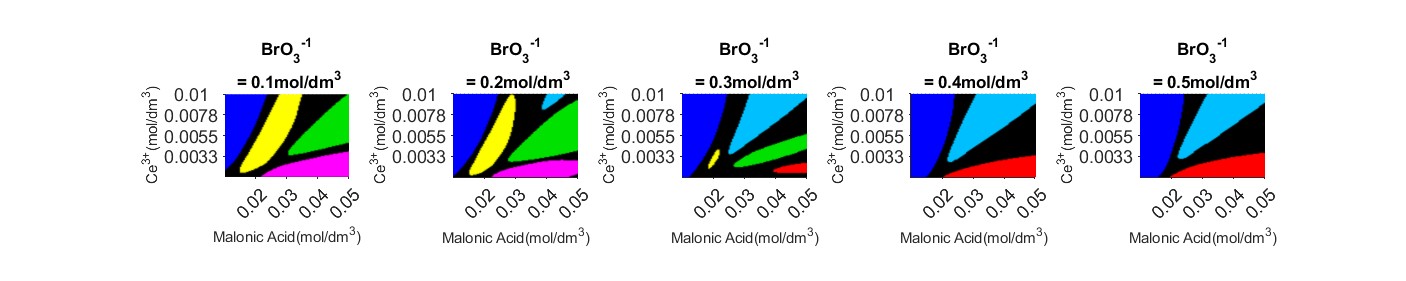 BrO₃⁻¹
= 0.1mol/dm³
Ce³⁺(mol/dm³)
0.01
0.0078
0.0055
0.0033
0.02 0.03 0.04 0.05
Malonic Acid(mol/dm³)
BrO₃⁻¹
= 0.2mol/dm³
Ce³⁺(mol/dm³)
0.01
0.0078
0.0055
0.0033
0.02 0.03 0.04 0.05
Malonic Acid(mol/dm³)
BrO₃⁻¹
= 0.3mol/dm³
Ce³⁺(mol/dm³)
0.01
0.0078
0.0055
0.0033
0.02 0.03 0.04 0.05
Malonic Acid(mol/dm³)
BrO₃⁻¹
= 0.4mol/dm³
Ce³⁺(mol/dm³)
0.01
0.0078
0.0055
0.0033
0.02 0.03 0.04 0.05
Malonic Acid(mol/dm³)
BrO₃⁻¹
= 0.5mol/dm³
Ce³⁺(mol/dm³)
0.01
0.0078
0.0055
0.0033
0.02 0.03 0.04 0.05
Malonic Acid(mol/dm³)